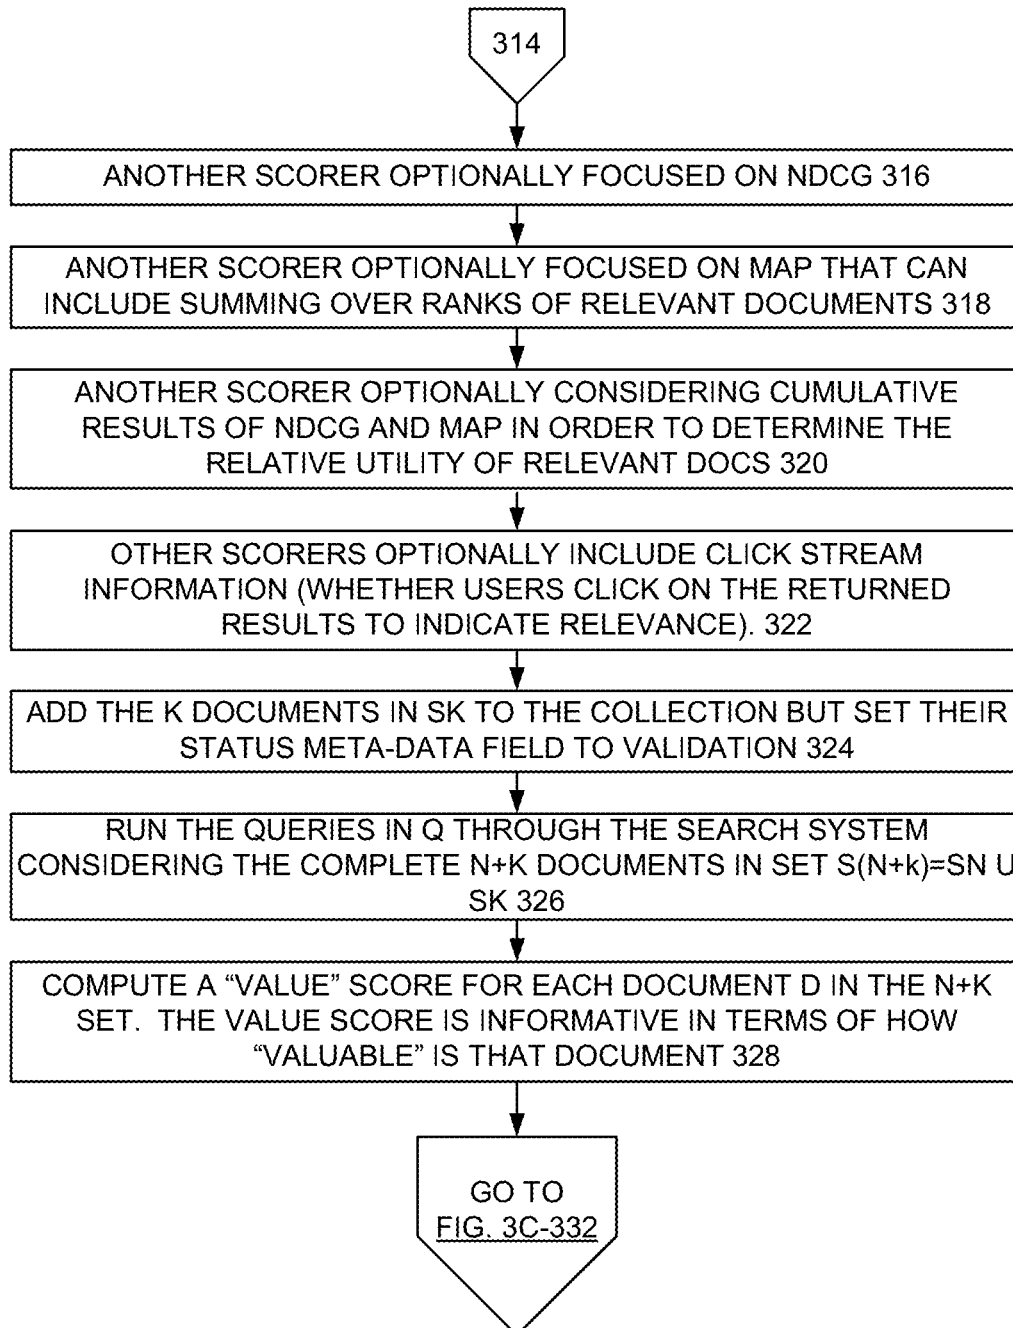 314
ANOTHER SCORER OPTIONALLY FOCUSED ON NDCG 316
ANOTHER SCORER OPTIONALLY FOCUSED ON MAP THAT CAN
INCLUDE SUMMING OVER RANKS OF RELEVANT DOCUMENTS 318
ANOTHER SCORER OPTIONALLY CONSIDERING CUMULATIVE
RESULTS OF NDCG AND MAP IN ORDER TO DETERMINE THE
RELATIVE UTILITY OF RELEVANT DOCS 320
OTHER SCORERS OPTIONALLY INCLUDE CLICK STREAM
INFORMATION (WHETHER USERS CLICK ON THE RETURNED
RESULTS TO INDICATE RELEVANCE). 322
ADD THE K DOCUMENTS IN SK TO THE COLLECTION BUT SET THEIR
STATUS META-DATA FIELD TO VALIDATION 324
RUN THE QUERIES IN Q THROUGH THE SEARCH SYSTEM
CONSIDERING THE COMPLETE N+K DOCUMENTS IN SET S(N+k)=SN U
SK 326
COMPUTE A “VALUE” SCORE FOR EACH DOCUMENT D IN THE N+K
SET. THE VALUE SCORE IS INFORMATIVE IN TERMS OF HOW
“VALUABLE” IS THAT DOCUMENT 328
GO TO
FIG. 3C-332